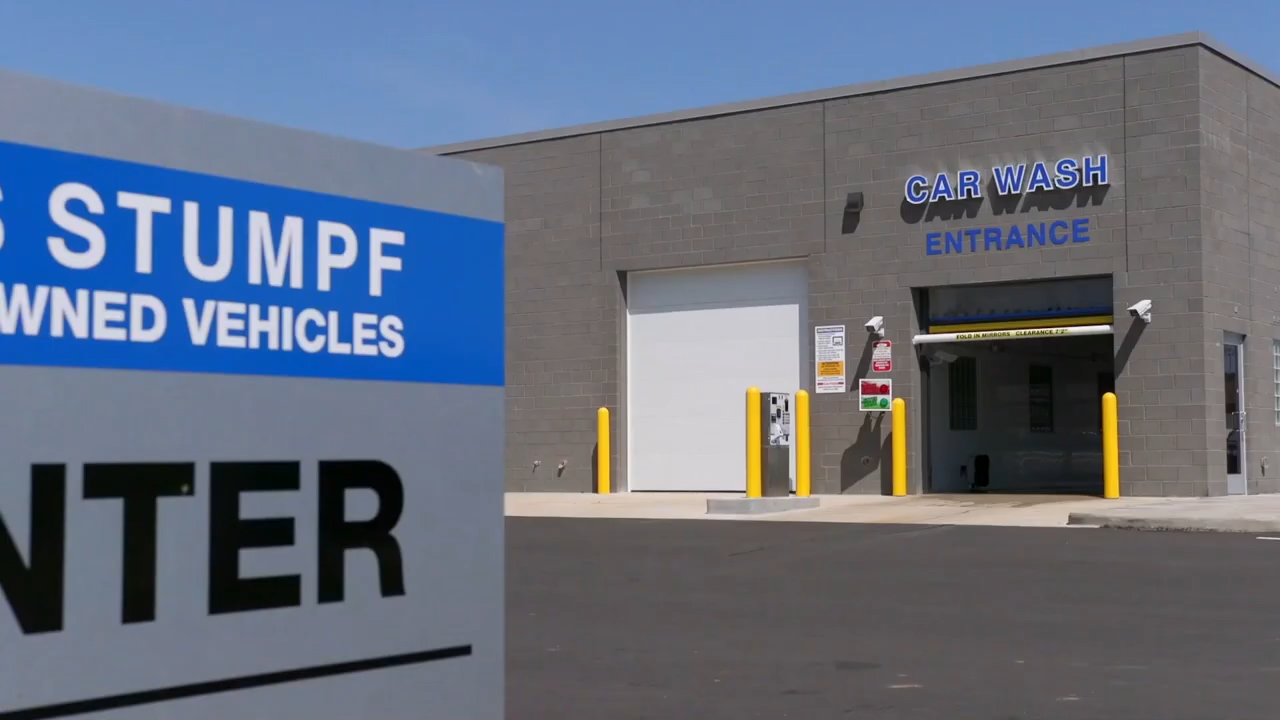 STUMPF
WNED VEHICLES
NTER
CAR WASH
ENTRANCE
FOLD IN MIRRORS CLEARANCE 7'2"